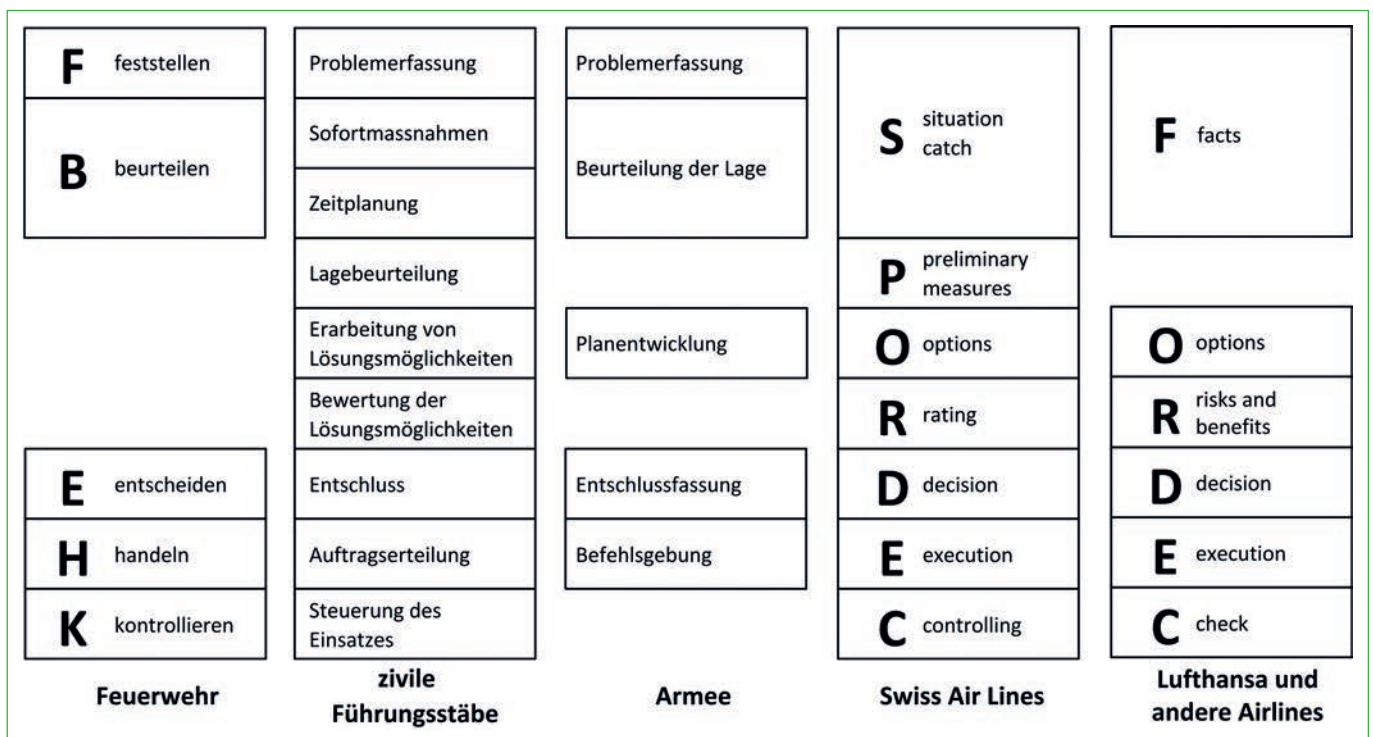 F feststellen
B beurteilen
E entscheiden
H handeln
K kontrollieren
Feuerwehr
Problemerfassung
Sofortmassnahmen
Zeitplanung
Lagebeurteilung
Erarbeitung von
Lösungsmöglichkeiten
Bewertung der
Lösungsmöglichkeiten
Entschluss
Auftragserteilung
Steuerung des
Einsatzes
zivile
Führungsstäbe
Problemerfassung
Beurteilung der Lage
Planentwicklung
Entschlussfassung
Befehlsgebung
Armee
S situation
catch
P preliminary
measures
O options
R rating
D decision
E execution
C controlling
Swiss Air Lines
F facts
O options
R risks and
benefits
D decision
E execution
C check
Lufthansa und
andere Airlines